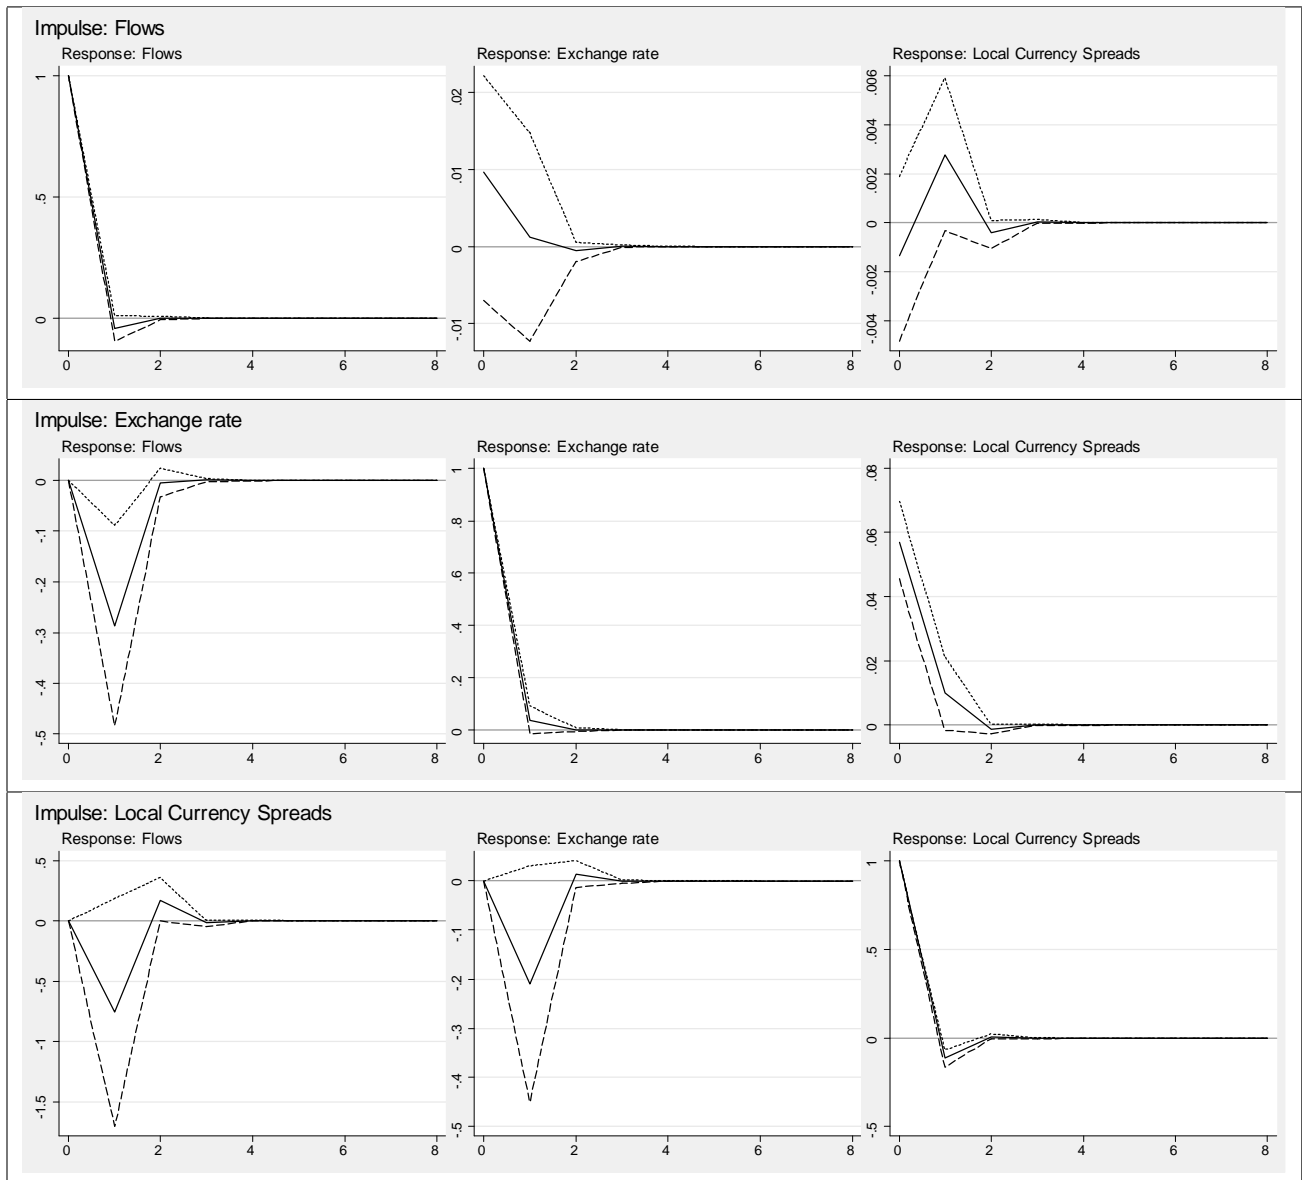 Impulse: Flows
Response: Flows
1
.5
0
0 2 4 6 8
Response: Exchange rate
.02
.01
0
-.01
0 2 4 6 8
Response: Local Currency Spreads
.006
.004
.002
0
-.002
-.004
0 2 4 6 8
Impulse: Exchange rate
Response: Flows
0
-.1
-.2
-.3
-.4
-.5
0 2 4 6 8
Response: Exchange rate
1
.8
.6
.4
.2
0
0 2 4 6 8
Response: Local Currency Spreads
.08
.06
.04
.02
0
0 2 4 6 8
Impulse: Local Currency Spreads
Response: Flows
.5
0
-.5
-1
-1.5
0 2 4 6 8
Response: Exchange rate
0
-.1
-.2
-.3
-.4
-.5
0 2 4 6 8
Response: Local Currency Spreads
1
.5
0
-.5
0 2 4 6 8